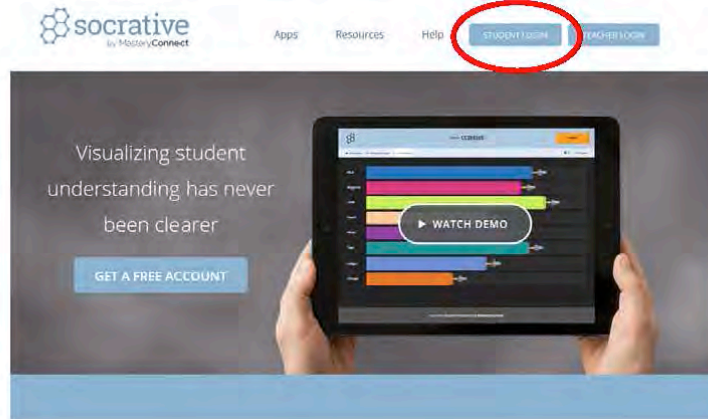 socrative
by MasteryConnect
Apps Resources Help STUDENT LOGIN TEACHER LOGIN
Visualizing student
understanding has never
been clearer
GET A FREE ACCOUNT
WATCH DEMO